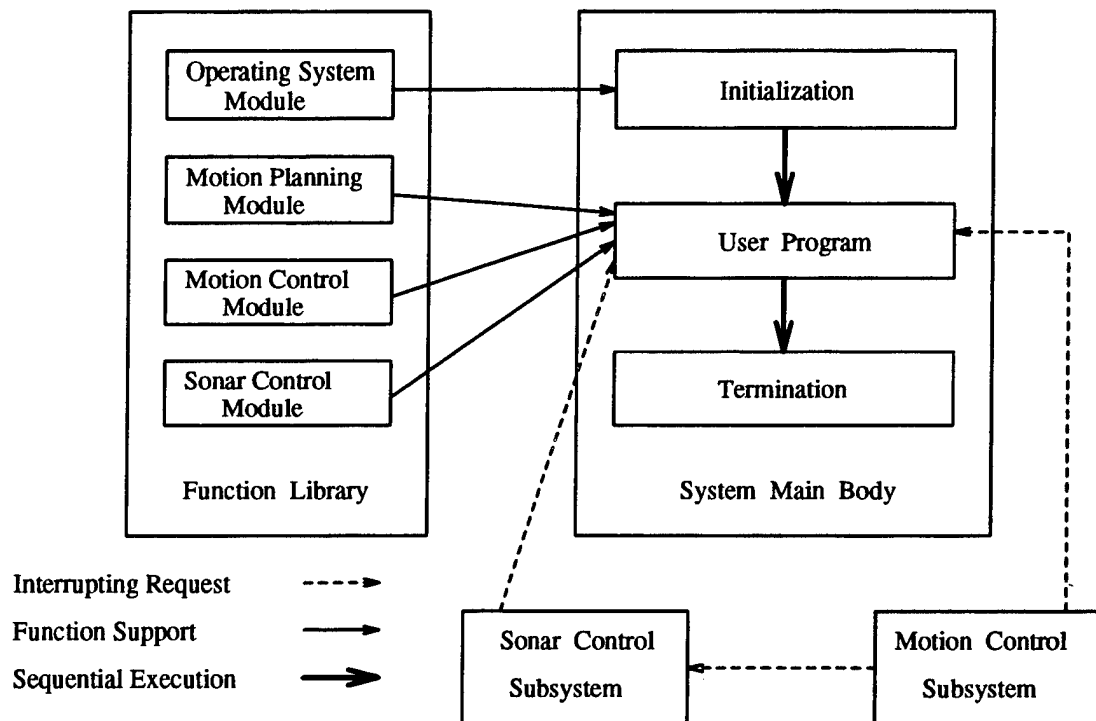 Operating System
Module
Motion Planning
Module
Motion Control
Module
Sonar Control
Module
Function Library
Initialization
User Program
Termination
System Main Body
Interrupting Request
Function Support
Sequential Execution
Sonar Control
Subsystem
Motion Control
Subsystem